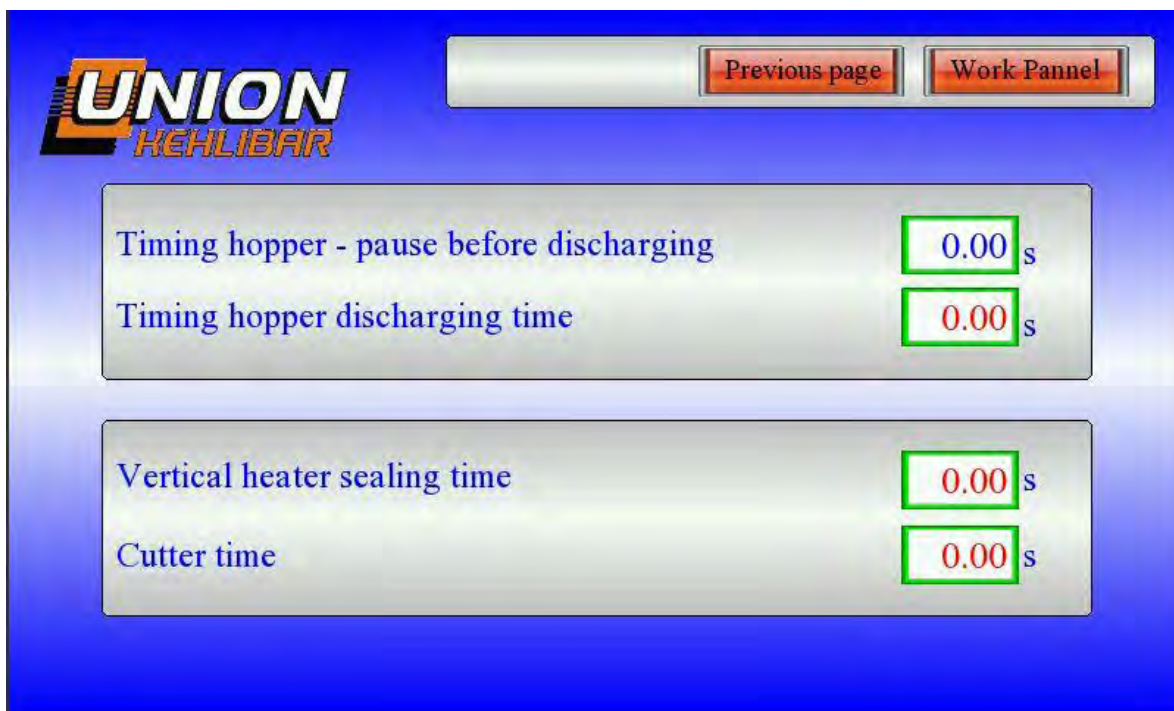 UNION
KEHLIBAR
Previous page
Work Pannel
Timing hopper - pause before discharging 0.00 s
Timing hopper discharging time 0.00 s
Vertical heater sealing time 0.00 s
Cutter time 0.00 s